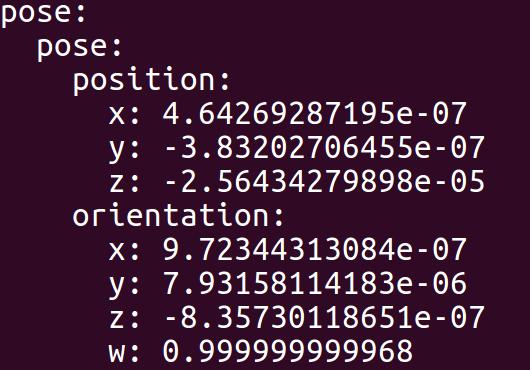 pose:
  pose:
    position:
      x: 4.64269287195e-07
      y: -3.83202706455e-07
      z: -2.56434279898e-05
    orientation:
      x: 9.72344313084e-07
      y: 7.93158114183e-06
      z: -8.35730118651e-07
      w: 0.999999999968